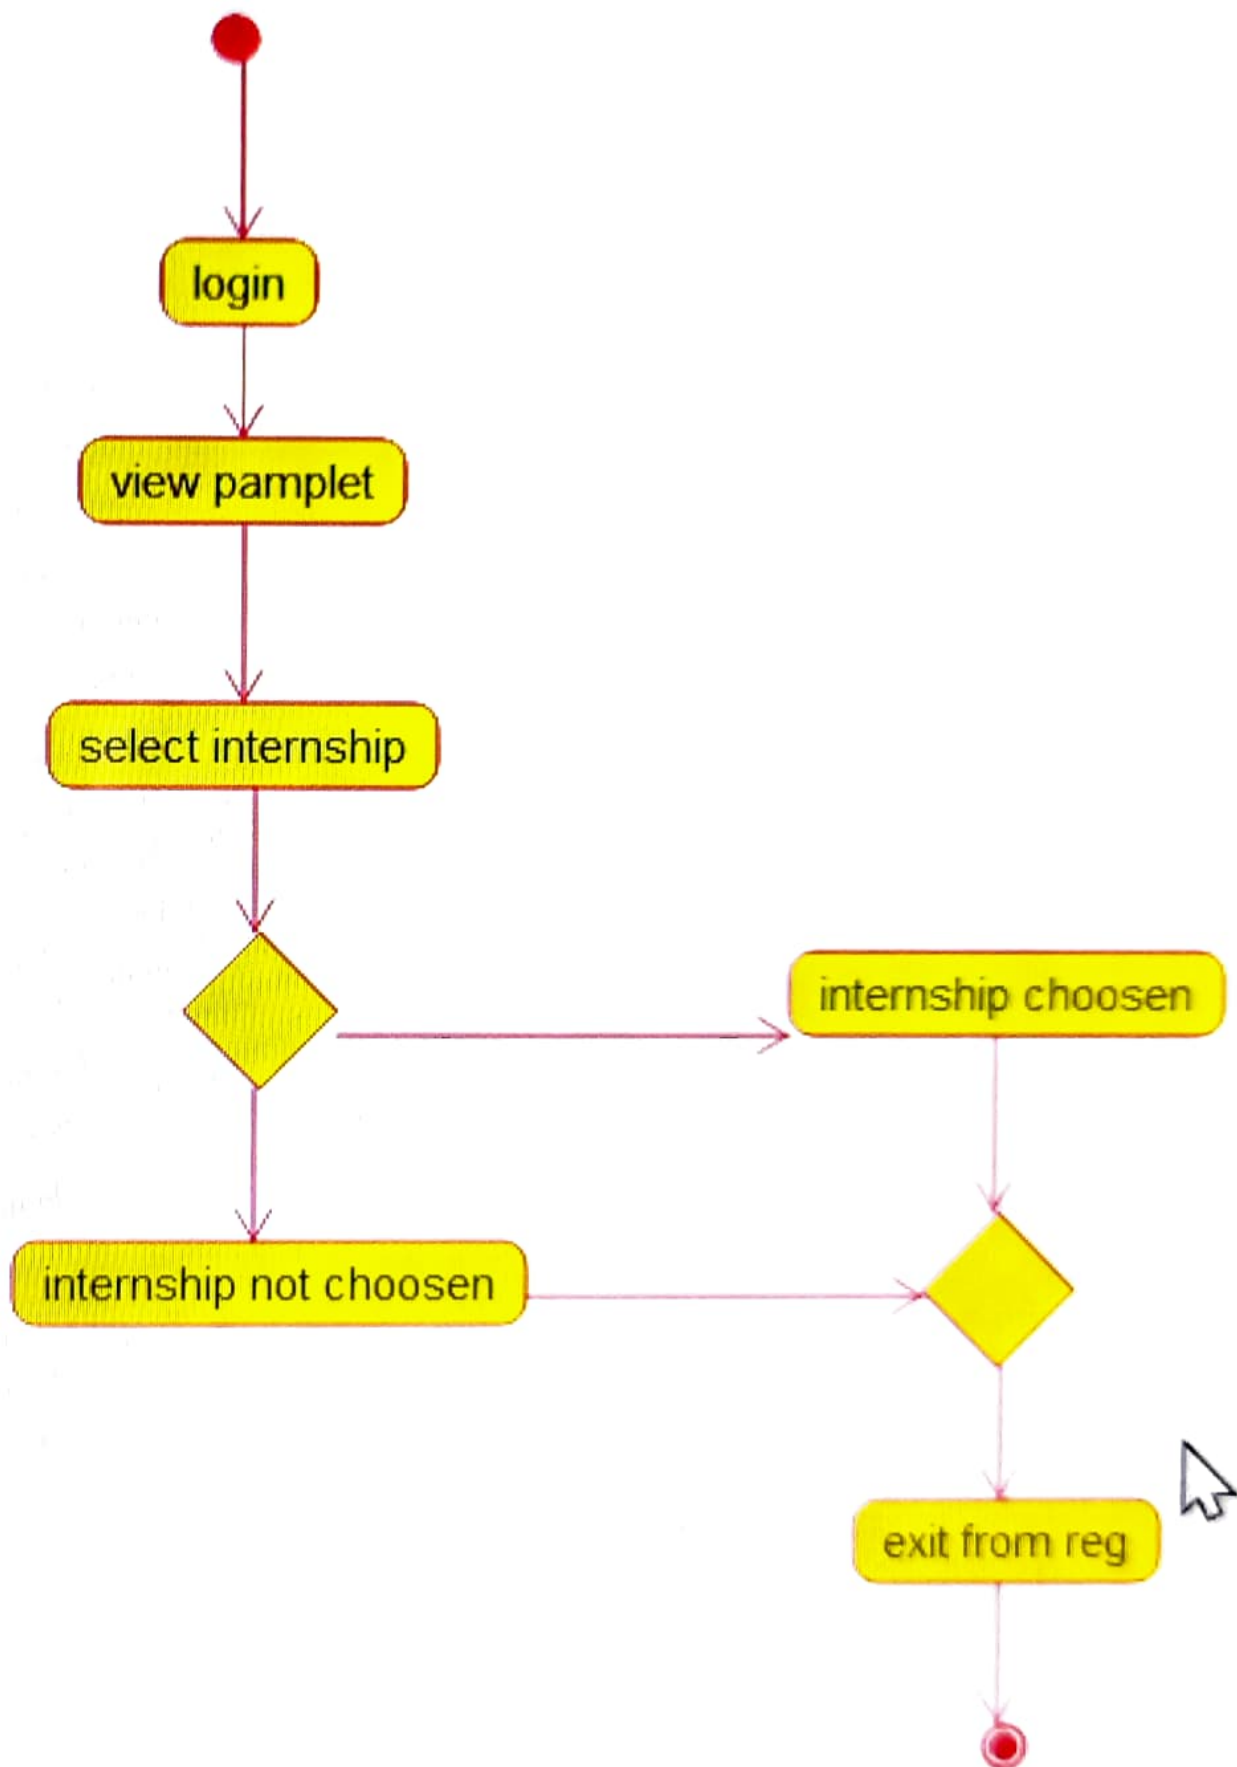 login
view pamplet
select internship
internship choosen
internship not choosen
exit from reg